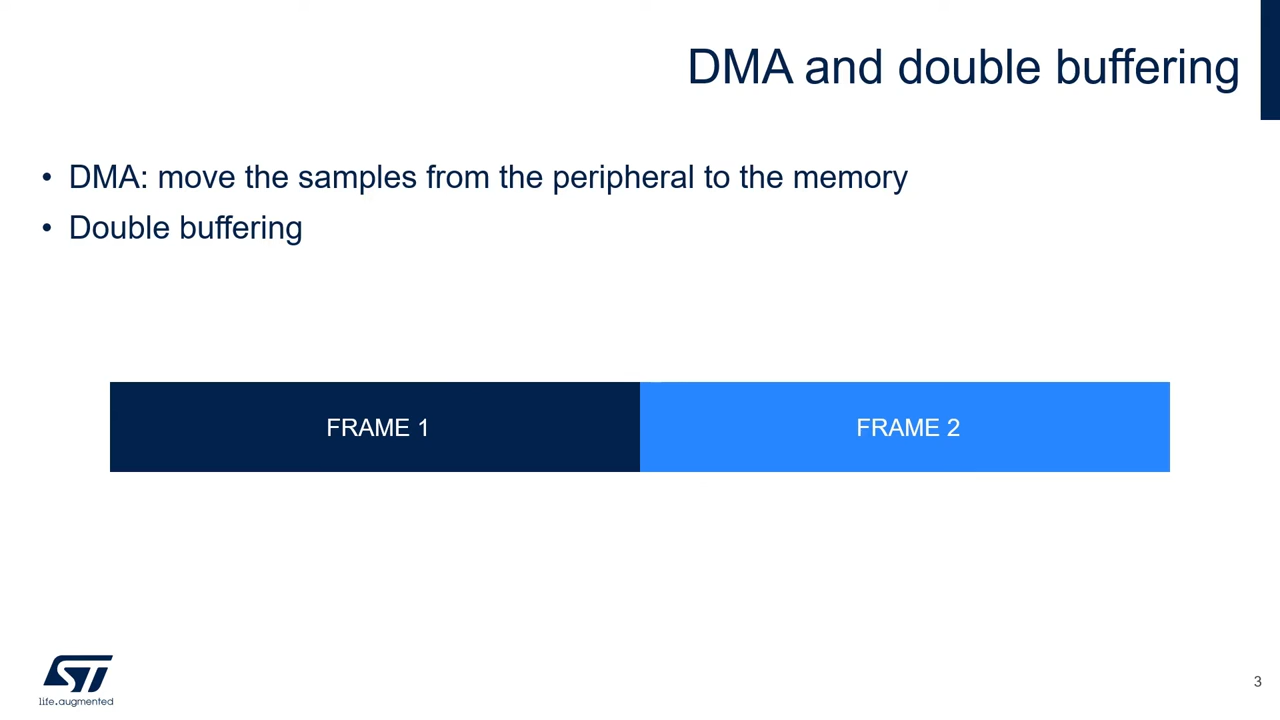 DMA and double buffering
• DMA: move the samples from the peripheral to the memory
• Double buffering
FRAME 1
FRAME 2
ST
life.augmented
3